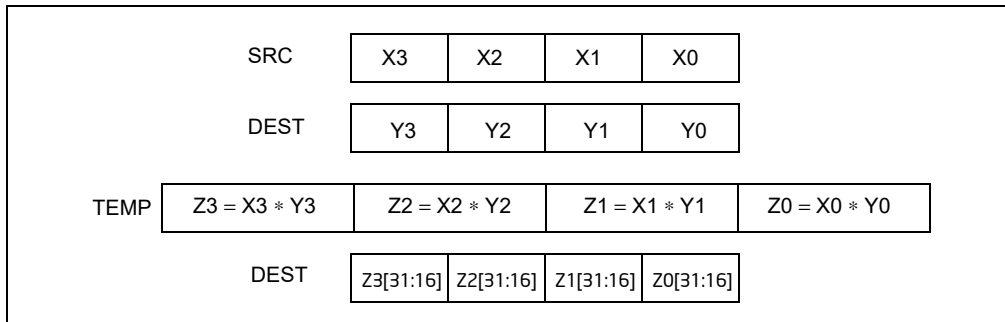 SRC X3 X2 X1 X0
DEST Y3 Y2 Y1 Y0
TEMP Z3 = X3 ∗ Y3 Z2 = X2 ∗ Y2 Z1 = X1 ∗ Y1 Z0 = X0 ∗ Y0
DEST Z3[31:16] Z2[31:16] Z1[31:16] Z0[31:16]